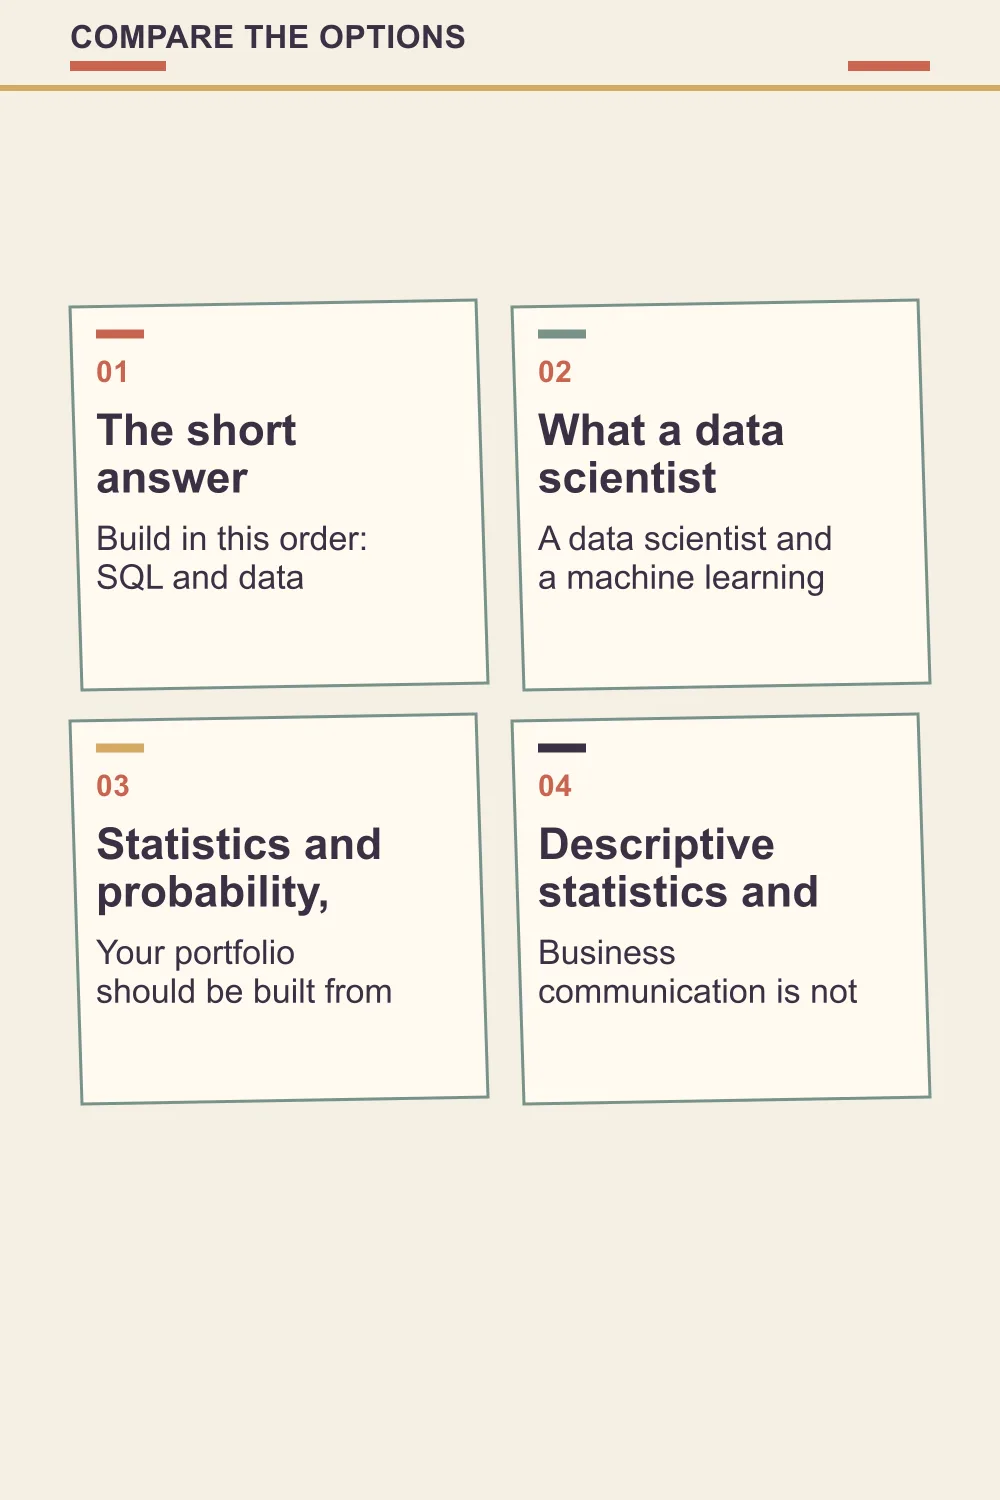 COMPARE THE OPTIONS
01
The short
answer
Build in this order:
SQL and data
02
What a data
scientist
A data scientist and
a machine learning
03
Statistics and
probability,
Your portfolio
should be built from
04
Descriptive
statistics and
Business
communication is not